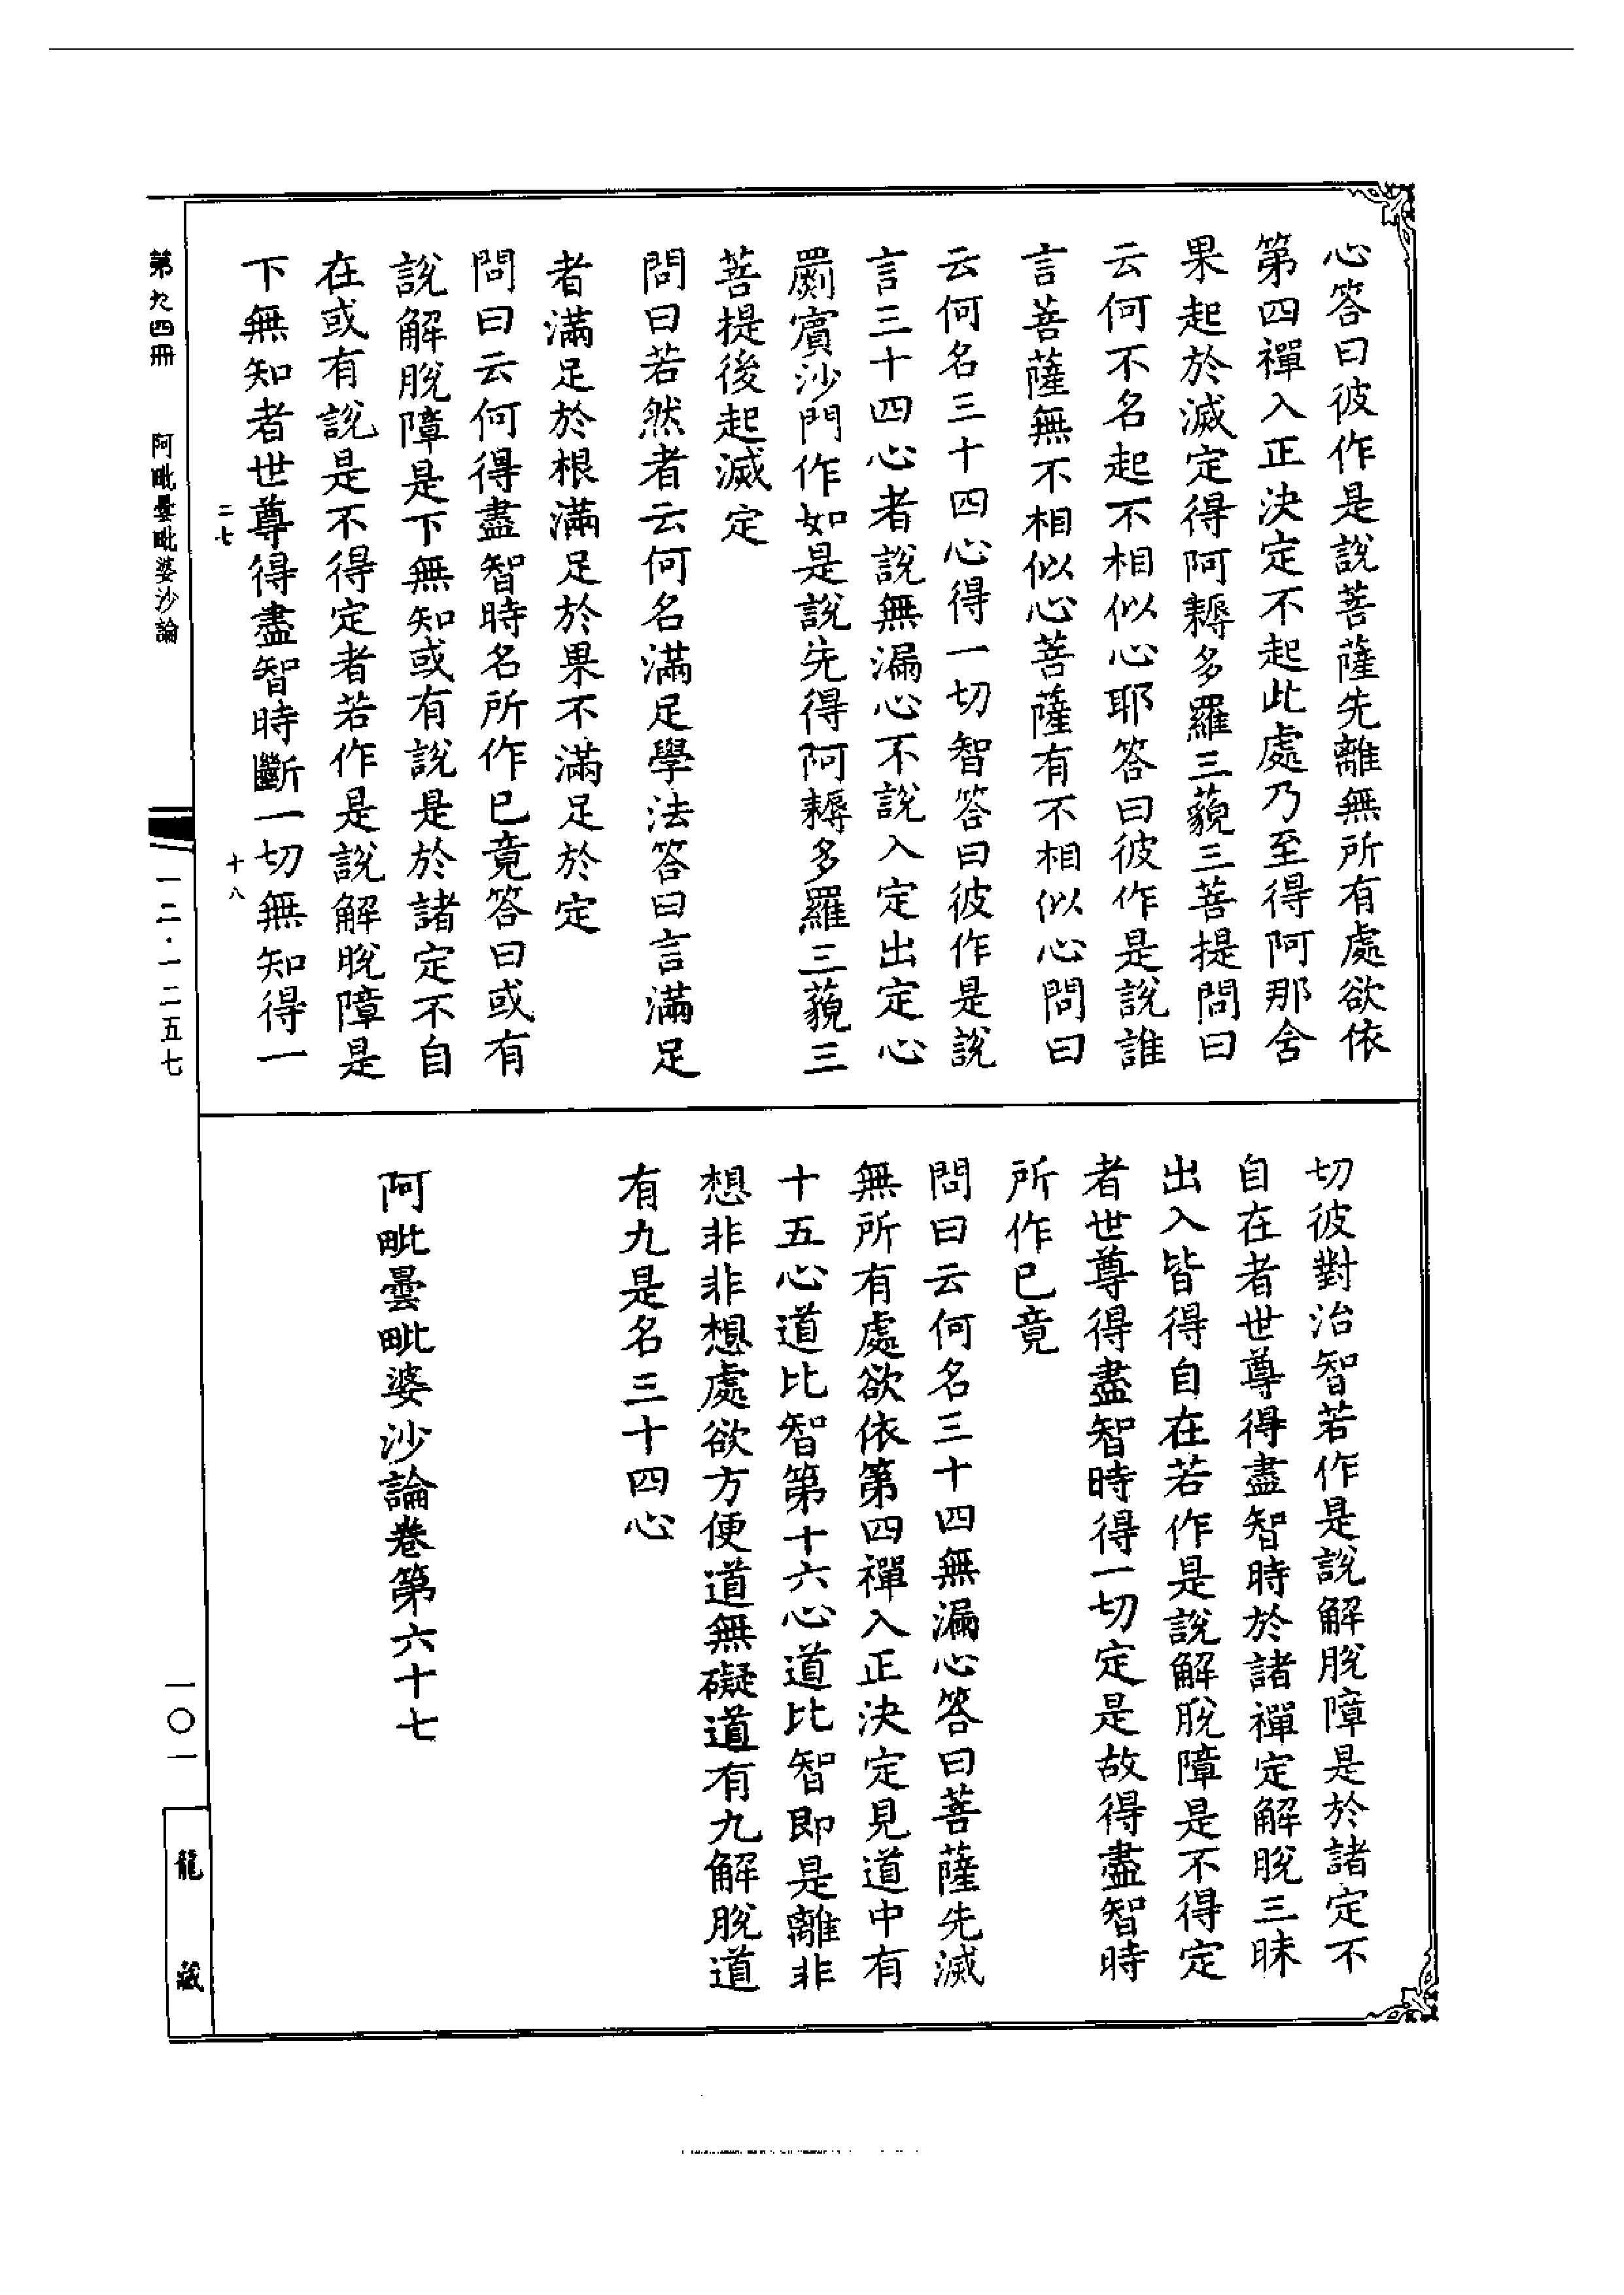 心答曰彼作是說菩薩先離無所有處欲依
第四禪入正決定不起此處乃至得阿那含
果起於滅定得阿耨多羅三藐三菩提問曰
云何不名起不相似心耶答曰彼作是說誰
言菩薩無不相似心菩薩有不相似心問曰
云何名三十四心得一切智答曰彼作是說
言三十四心者說無漏心不說入定出定心
罽賓沙門作如是說先得阿耨多羅三藐三
菩提後起滅定
問曰若然者云何名滿足學法答曰言滿足
者滿足於根滿足於果不滿足於定
問曰云何得盡智時名所作已竟答曰或有
說解脫障是下無知或有說是於諸定不自
在或有說是不得定者若作是說解脫障是
下無知者世尊得盡智時斷一切無知得一
切彼對治智若作是說解脫障是於諸定不
自在者世尊得盡智時於諸禪定解脫三昧
出入皆得自在若作是說解脫障是不得定
者世尊得盡智時得一切定是故得盡智時
所作已竟
問曰云何名三十四無漏心答曰菩薩先滅
無所有處欲依第四禪入正決定見道中有
十五心道比智第十六心道比智即是離非
想非非想處欲方便道無礙道有九解脫道
有九是名三十四心
阿毗曇毗婆沙論卷第六十七
二七
十八
第九四冊
阿毗曇毗婆沙論
一二·一二五七
一〇一
龍藏